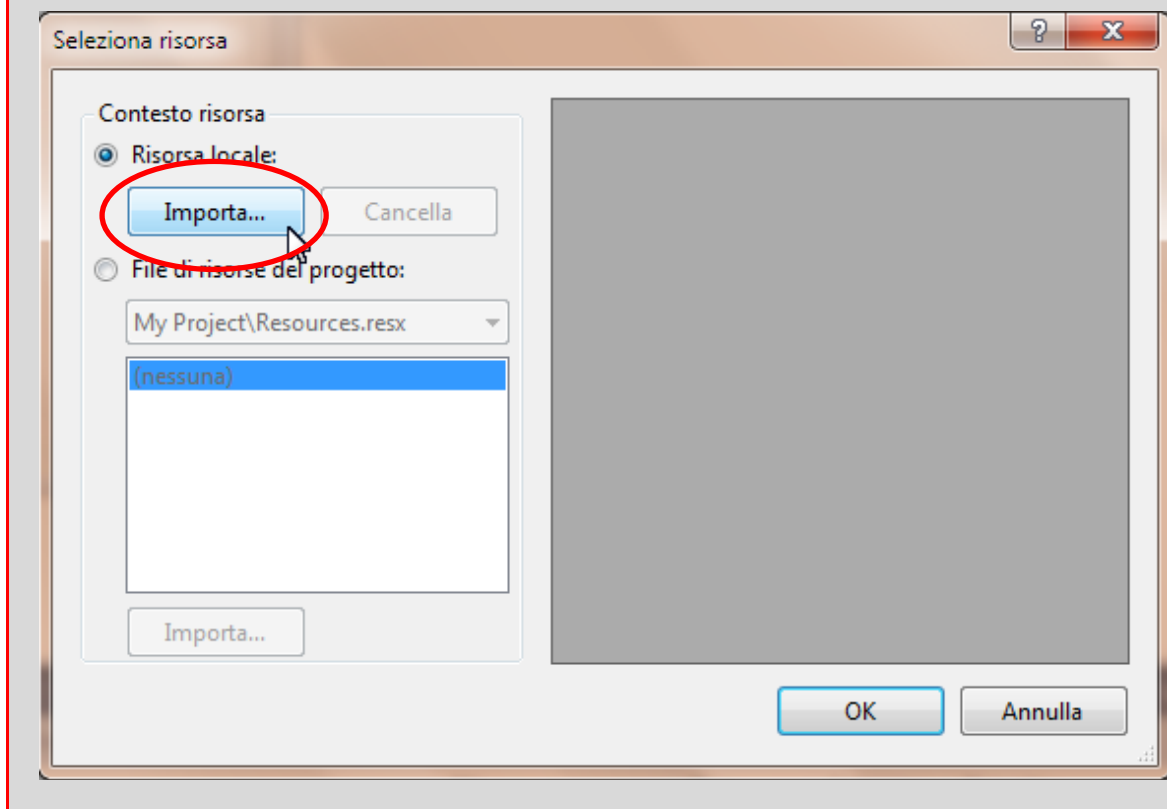 Seleziona risorsa
Contesto risorsa
Risorsa locale:
Importa... Cancella
File di risorse del progetto:
My Project\Resources.resx
(nessuna)
Importa...
OK Annulla